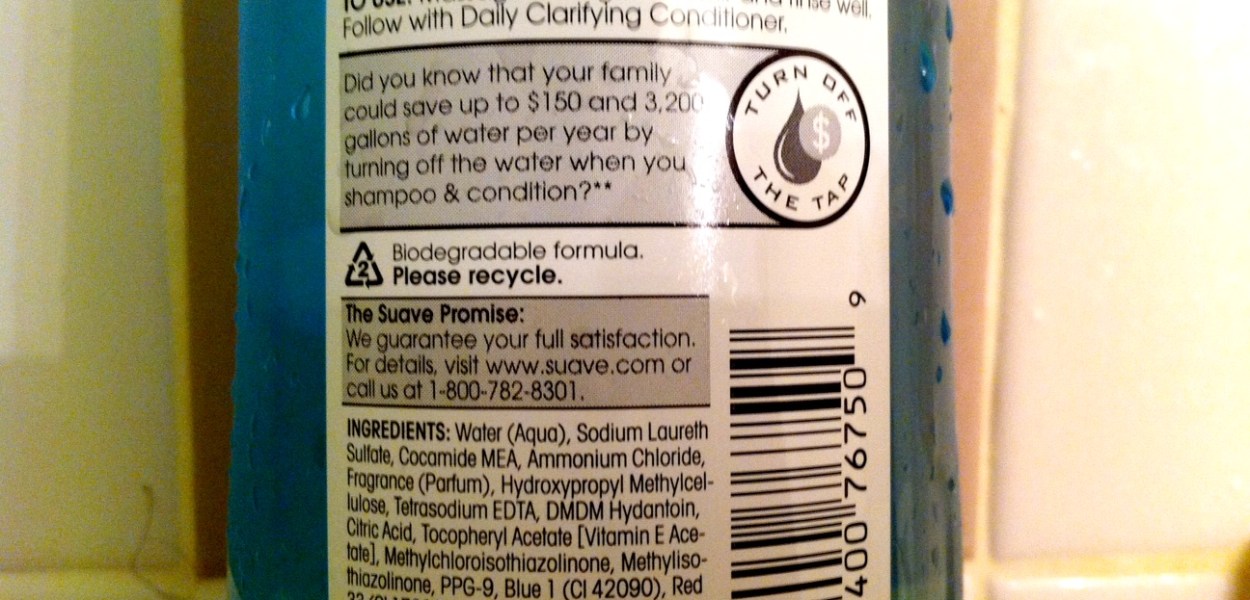 TO USE: and rinse well.
Follow with Daily Clarifying Conditioner.
Did you know that your family
could save up to $150 and 3,200
gallons of water per year by
turning off the water when you
shampoo & condition?**
TURN OFF
$
THE TAP
2
Biodegradable formula.
Please recycle.
The Suave Promise:
We guarantee your full satisfaction.
For details, visit www.suave.com or
call us at 1-800-782-8301.
INGREDIENTS: Water (Aqua), Sodium Laureth
Sulfate, Cocamide MEA, Ammonium Chloride,
Fragrance (Parfum), Hydroxypropyl Methylcel-
lulose, Tetrasodium EDTA, DMDM Hydantoin,
Citric Acid, Tocopheryl Acetate [Vitamin E Ace-
tate], Methylchloroisothiazolinone, Methyliso-
thiazolinone, PPG-9, Blue 1 (CI 42090), Red
400 76750 9